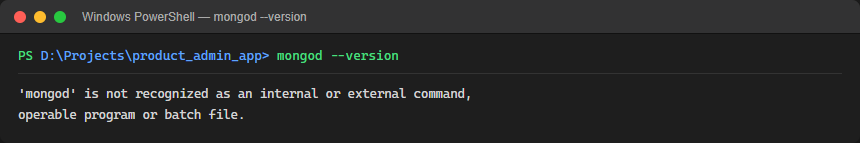 Windows PowerShell — mongod --version
PS D:\Projects\product_admin_app> mongod --version
'mongod' is not recognized as an internal or external command,
operable program or batch file.